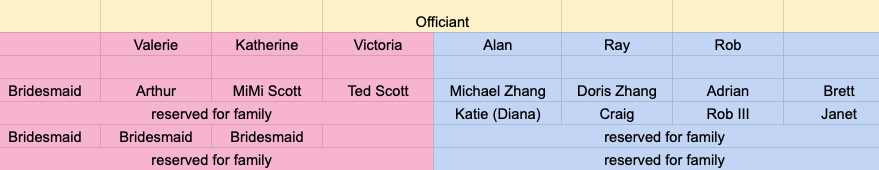 Officiant
Valerie Katherine Victoria Alan Ray Rob
Bridesmaid Arthur MiMi Scott Ted Scott Michael Zhang Doris Zhang Adrian Brett
reserved for family Katie (Diana) Craig Rob III Janet
Bridesmaid Bridesmaid Bridesmaid reserved for family
reserved for family reserved for family